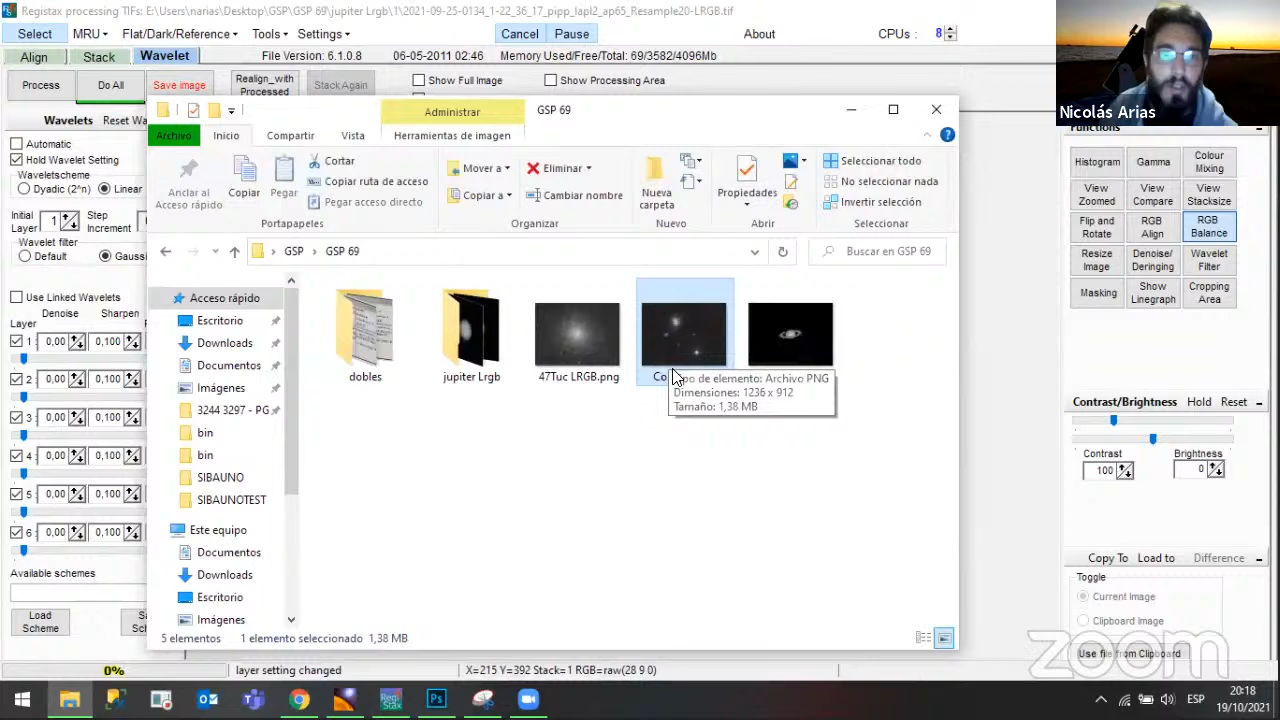 Registax processing TIFs: E:\Users\narias\Desktop\GSP\GSP 69\jupiter Lrgb\1\2021-09-25-0134_1-22_36_17_pipp_lapl2_ap65_Resample20-LRGB.tif
Select MRU Flat/Dark/Reference Tools Settings Cancel Pause About CPUs: 8
Align Stack Wavelet File Version: 6.1.0.8 06-05-2011 02:46 Memory Used/Free/Total: 69/3582/4096Mb
Process Do All Save image Realign_with Processed Stack Again Show Full Image Show Processing Area
Nicolás Arias
Wavelets Reset
Automatic
Hold Wavelet Setting
Waveletscheme
Dyadic (2^n) Linear
Initial Layer 1 Step Increment
Wavelet filter
Default
Use Linked Wavelets
Layer Denoise Sharpen
1 0,00 0,100
2 0,00 0,100
3 0,00 0,100
4 0,00 0,100
5 0,00 0,100
6 0,00 0,100
Available schemes
Load Scheme
Administrar GSP 69
Archivo Inicio Compartir Vista Herramientas de imagen
Anclar al Acceso rápido
Copiar
Pegar
Cortar
Copiar ruta de acceso
Pegar acceso directo
Portapapeles
Mover a
Copiar a
Eliminar
Cambiar nombre
Organizar
Nueva carpeta
Nuevo
Propiedades
Abrir
Seleccionar todo
No seleccionar nada
Invertir selección
Seleccionar
GSP GSP 69
Buscar en GSP 69
Acceso rápido
Escritorio
Downloads
Documentos
Imágenes
3244 3297 - PG
bin
bin
SIBAUNO
SIBAUNOTEST
Este equipo
Documentos
Downloads
Escritorio
Imágenes
dobles
jupiter Lrgb
47Tuc LRGB.png
po de elemento: Archivo PNG
Dimensiones: 1236 x 912
Tamaño: 1,38 MB
5 elementos 1 elemento seleccionado 1,38 MB
Functions
Histogram Gamma Colour Mixing
View Zoomed View Compare View Stacksize
Flip and Rotate RGB Align RGB Balance
Resize Image Denoise/Deringing Wavelet Filter
Masking Show Linegraph Cropping Area
Contrast/Brightness Hold Reset
Contrast Brightness
100 0
Copy To Load to Difference
Toggle
Current Image
Clipboard Image
Use file from Clipboard
zoom
0% layer setting changed X=215 Y=392 Stack=1 RGB=raw(28 9 0)
ESP
20:18
19/10/2021